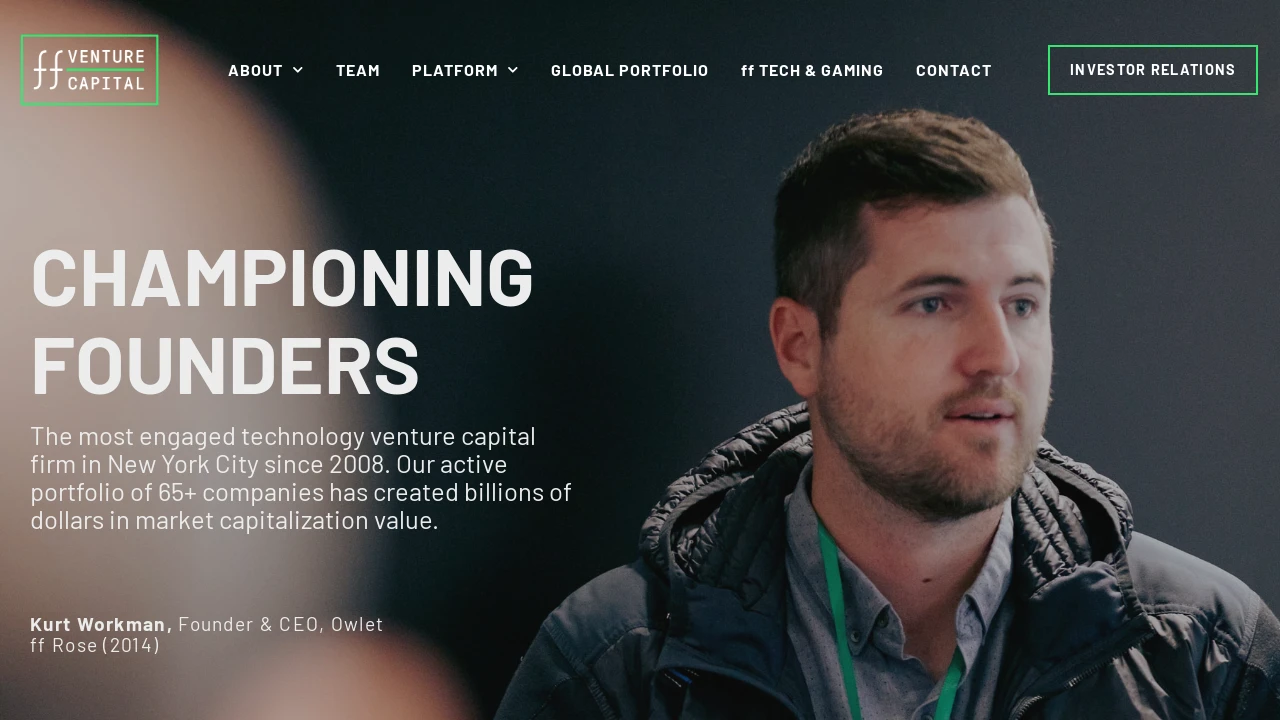 ff VENTURE
CAPITAL
ABOUT
TEAM
PLATFORM
GLOBAL PORTFOLIO
ff TECH & GAMING
CONTACT
INVESTOR RELATIONS
CHAMPIONING
FOUNDERS
The most engaged technology venture capital
firm in New York City since 2008. Our active
portfolio of 65+ companies has created billions of
dollars in market capitalization value.
Kurt Workman, Founder & CEO, Owlet
ff Rose (2014)